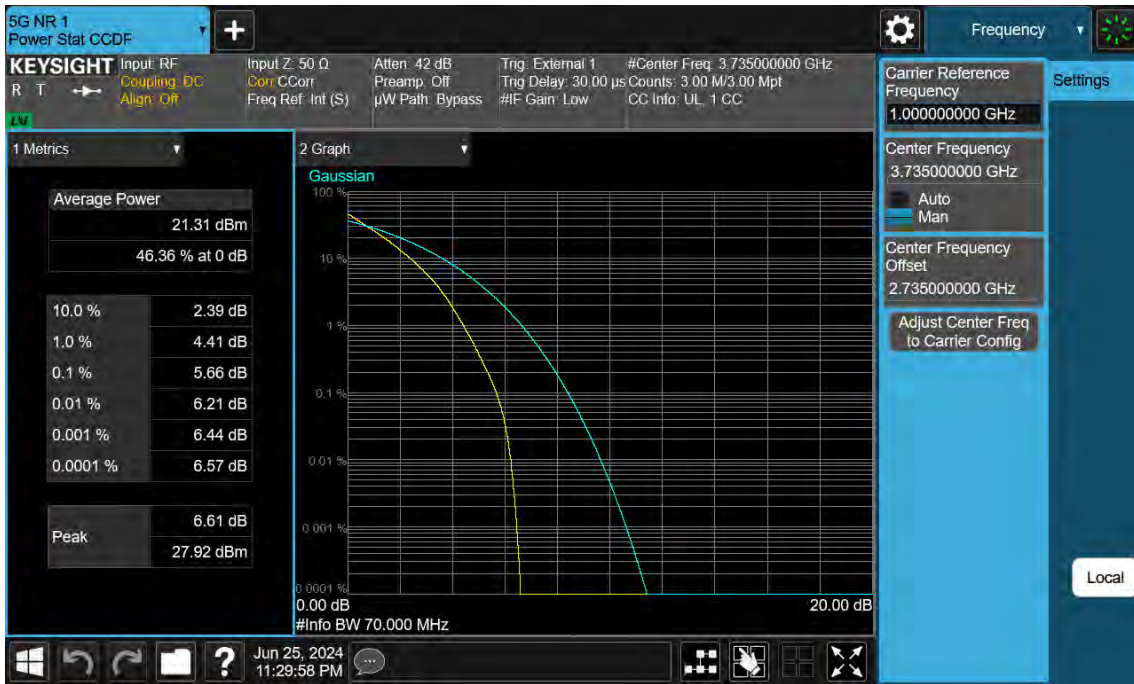 5G NR 1
Power Stat CCDF
Frequency
KEYSIGHT
R T
LNI
Input: RF
Coupling: DC
Align: Off
Input Z: 50 Ω
Corr CCorr
Freq Ref: Int (S)
Atten: 42 dB
Preamp: Off
µW Path: Bypass
Trig: External 1
Trig Delay: 30.00 µs
#IF Gain: Low
#Center Freq: 3.735000000 GHz
Counts: 3.00 M/3.00 Mpt
CC Info: UL, 1 CC
1 Metrics
Average Power
21.31 dBm
46.36 % at 0 dB
10.0 % 2.39 dB
1.0 % 4.41 dB
0.1 % 5.66 dB
0.01 % 6.21 dB
0.001 % 6.44 dB
0.0001 % 6.57 dB
Peak
6.61 dB
27.92 dBm
2 Graph
Gaussian
100 %
10 %
1 %
0.1 %
0.01 %
0.001 %
0.0001 %
0.00 dB 20.00 dB
#Info BW 70.000 MHz
Carrier Reference
Frequency
1.000000000 GHz
Center Frequency
3.735000000 GHz
Auto
Man
Center Frequency
Offset
2.735000000 GHz
Adjust Center Freq
to Carrier Config
Settings
Local
?
Jun 25, 2024
11:29:58 PM